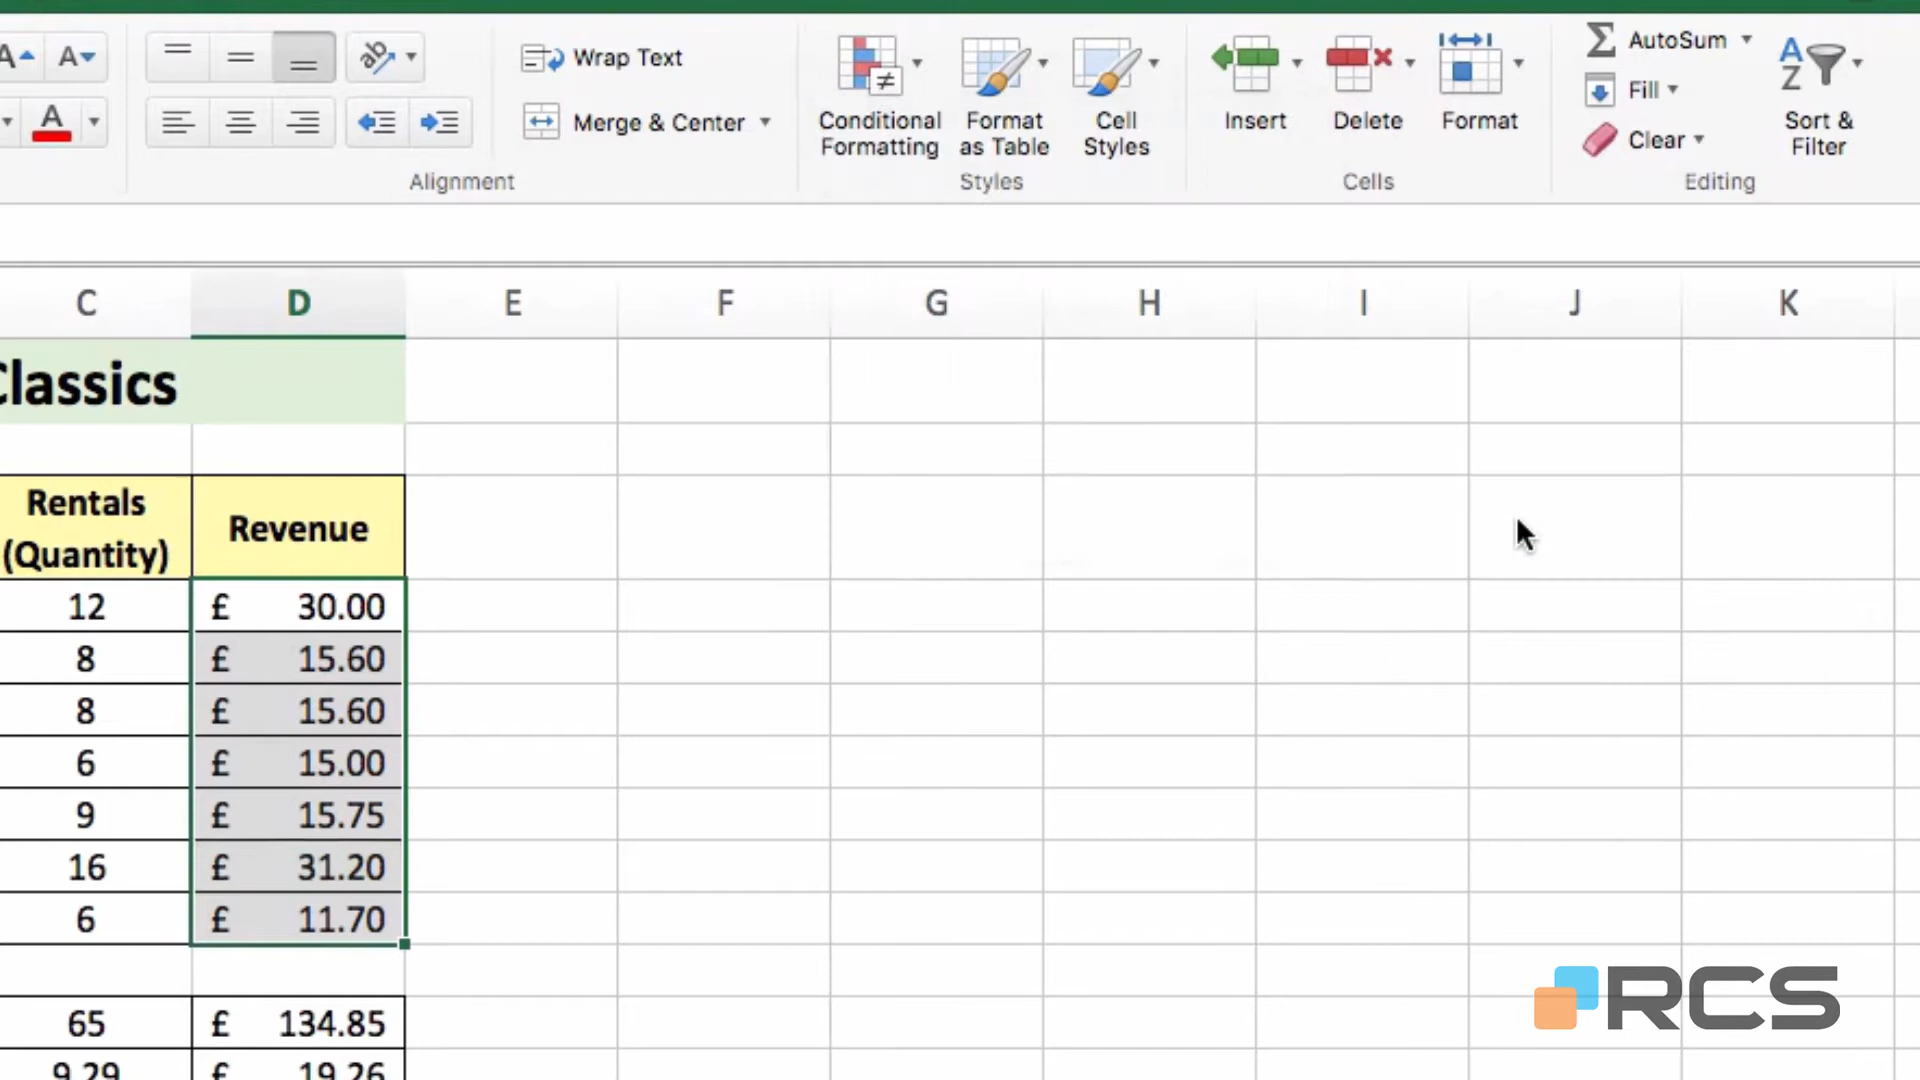 A A Wrap Text Conditional Formatting Format as Table Cell Styles Insert Delete Format AutoSum
Fill
A Merge & Center Clear Sort & Filter
Alignment Styles Cells Editing
C D E F G H I J K
Classics
Rentals (Quantity) Revenue
12 £ 30.00
8 £ 15.60
8 £ 15.60
6 £ 15.00
9 £ 15.75
16 £ 31.20
6 £ 11.70
65 £ 134.85
9.29 £ 19.26
RCS